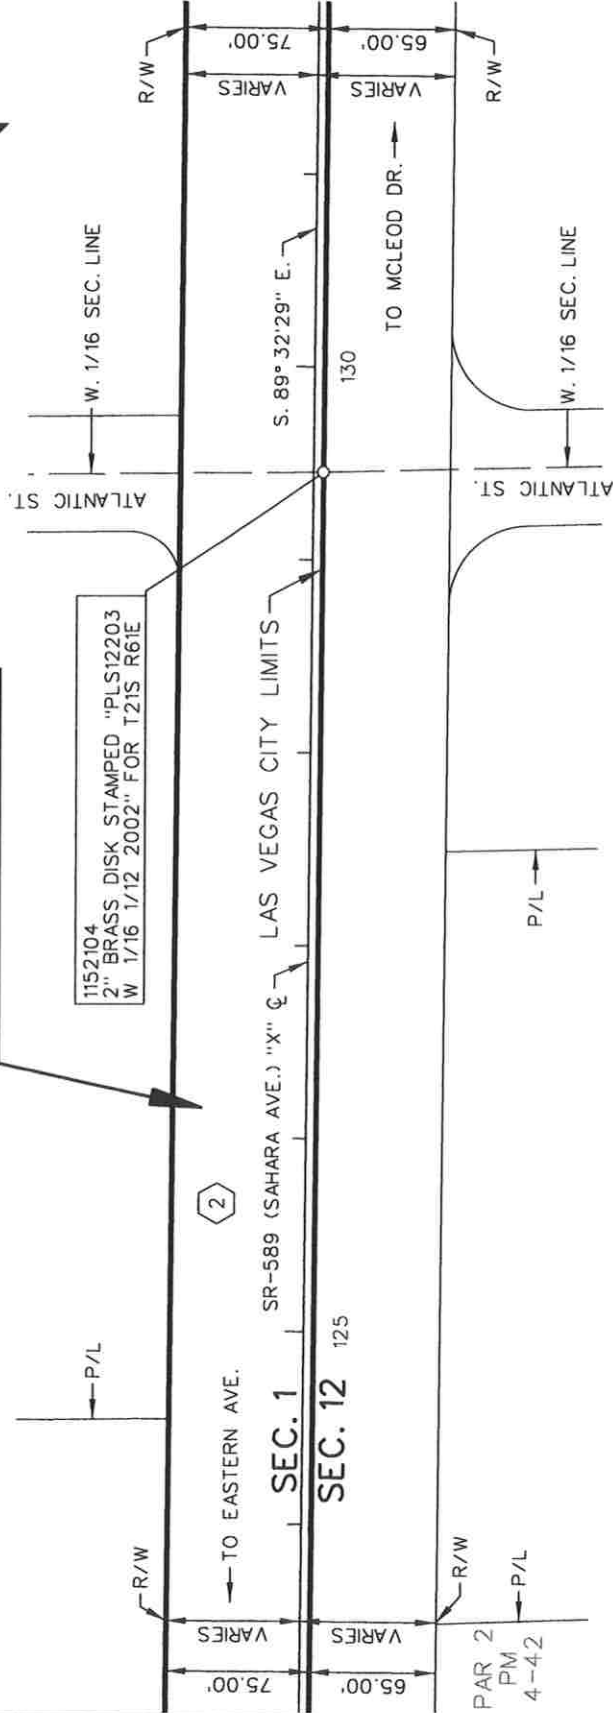 R/W
75.00'
65.00'
R/W
VARIES
VARIES
W. 1/16 SEC. LINE
S. 89° 32'29" E.
TO MCLEOD DR.
130
W. 1/16 SEC. LINE
ATLANTIC ST.
ATLANTIC ST.
1152104
2" BRASS DISK STAMPED "PLS12203
W 1/16 1/12 2002" FOR T21S R61E
LAS VEGAS CITY LIMITS
SR-589 (SAHARA AVE.) "X" ℄
P/L
2
P/L
125
SEC. 1
SEC. 12
TO EASTERN AVE.
R/W
VARIES
VARIES
75.00'
65.00'
R/W
P/L
PAR 2
PM
4-42